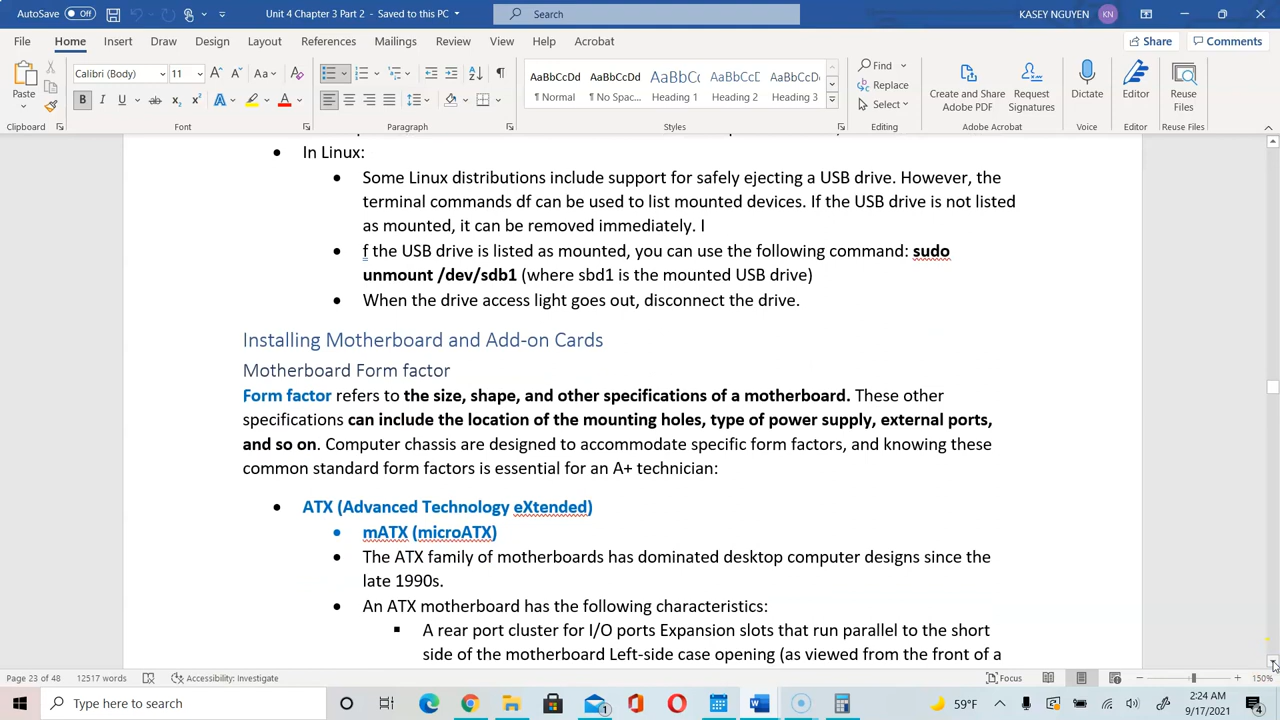 AutoSave Off Unit 4 Chapter 3 Part 2 - Saved to this PC Search KASEY NGUYEN KN
File Home Insert Draw Design Layout References Mailings Review View Help Acrobat Share Comments
Paste Calibri (Body) 11 A A Aa A AaBbCcDd AaBbCcDd AaBbCc AaBbCcD AaBbCcD Find
B I U ab x₂ x² A A ¶ Normal ¶ No Spac... Heading 1 Heading 2 Heading 3 Replace Select Create and Share Adobe PDF Request Signatures Dictate Editor Reuse Files
Clipboard Font Paragraph Styles Editing Adobe Acrobat Voice Editor Reuse Files
• In Linux:
• Some Linux distributions include support for safely ejecting a USB drive. However, the
terminal commands df can be used to list mounted devices. If the USB drive is not listed
as mounted, it can be removed immediately. I
• f the USB drive is listed as mounted, you can use the following command: sudo
unmount /dev/sdb1 (where sbd1 is the mounted USB drive)
• When the drive access light goes out, disconnect the drive.
Installing Motherboard and Add-on Cards
Motherboard Form factor
Form factor refers to the size, shape, and other specifications of a motherboard. These other
specifications can include the location of the mounting holes, type of power supply, external ports,
and so on. Computer chassis are designed to accommodate specific form factors, and knowing these
common standard form factors is essential for an A+ technician:
• ATX (Advanced Technology eXtended)
• mATX (microATX)
• The ATX family of motherboards has dominated desktop computer designs since the
late 1990s.
• An ATX motherboard has the following characteristics:
▪ A rear port cluster for I/O ports Expansion slots that run parallel to the short
side of the motherboard Left-side case opening (as viewed from the front of a
Page 23 of 48 12517 words Accessibility: Investigate Focus 150%
Type here to search 1 59°F 2:24 AM
9/17/2021 4